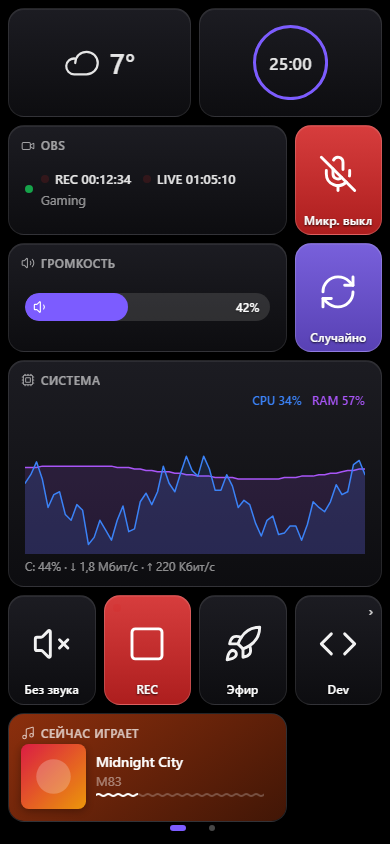 7°
25:00
OBS
REC 00:12:34 LIVE 01:05:10
Gaming
Микр. выкл
ГРОМКОСТЬ
42%
Случайно
СИСТЕМА
CPU 34% RAM 57%
C: 44% · ↓ 1,8 Мбит/с · ↑ 220 Кбит/с
Без звука
REC
Эфир
Dev
СЕЙЧАС ИГРАЕТ
Midnight City
M83